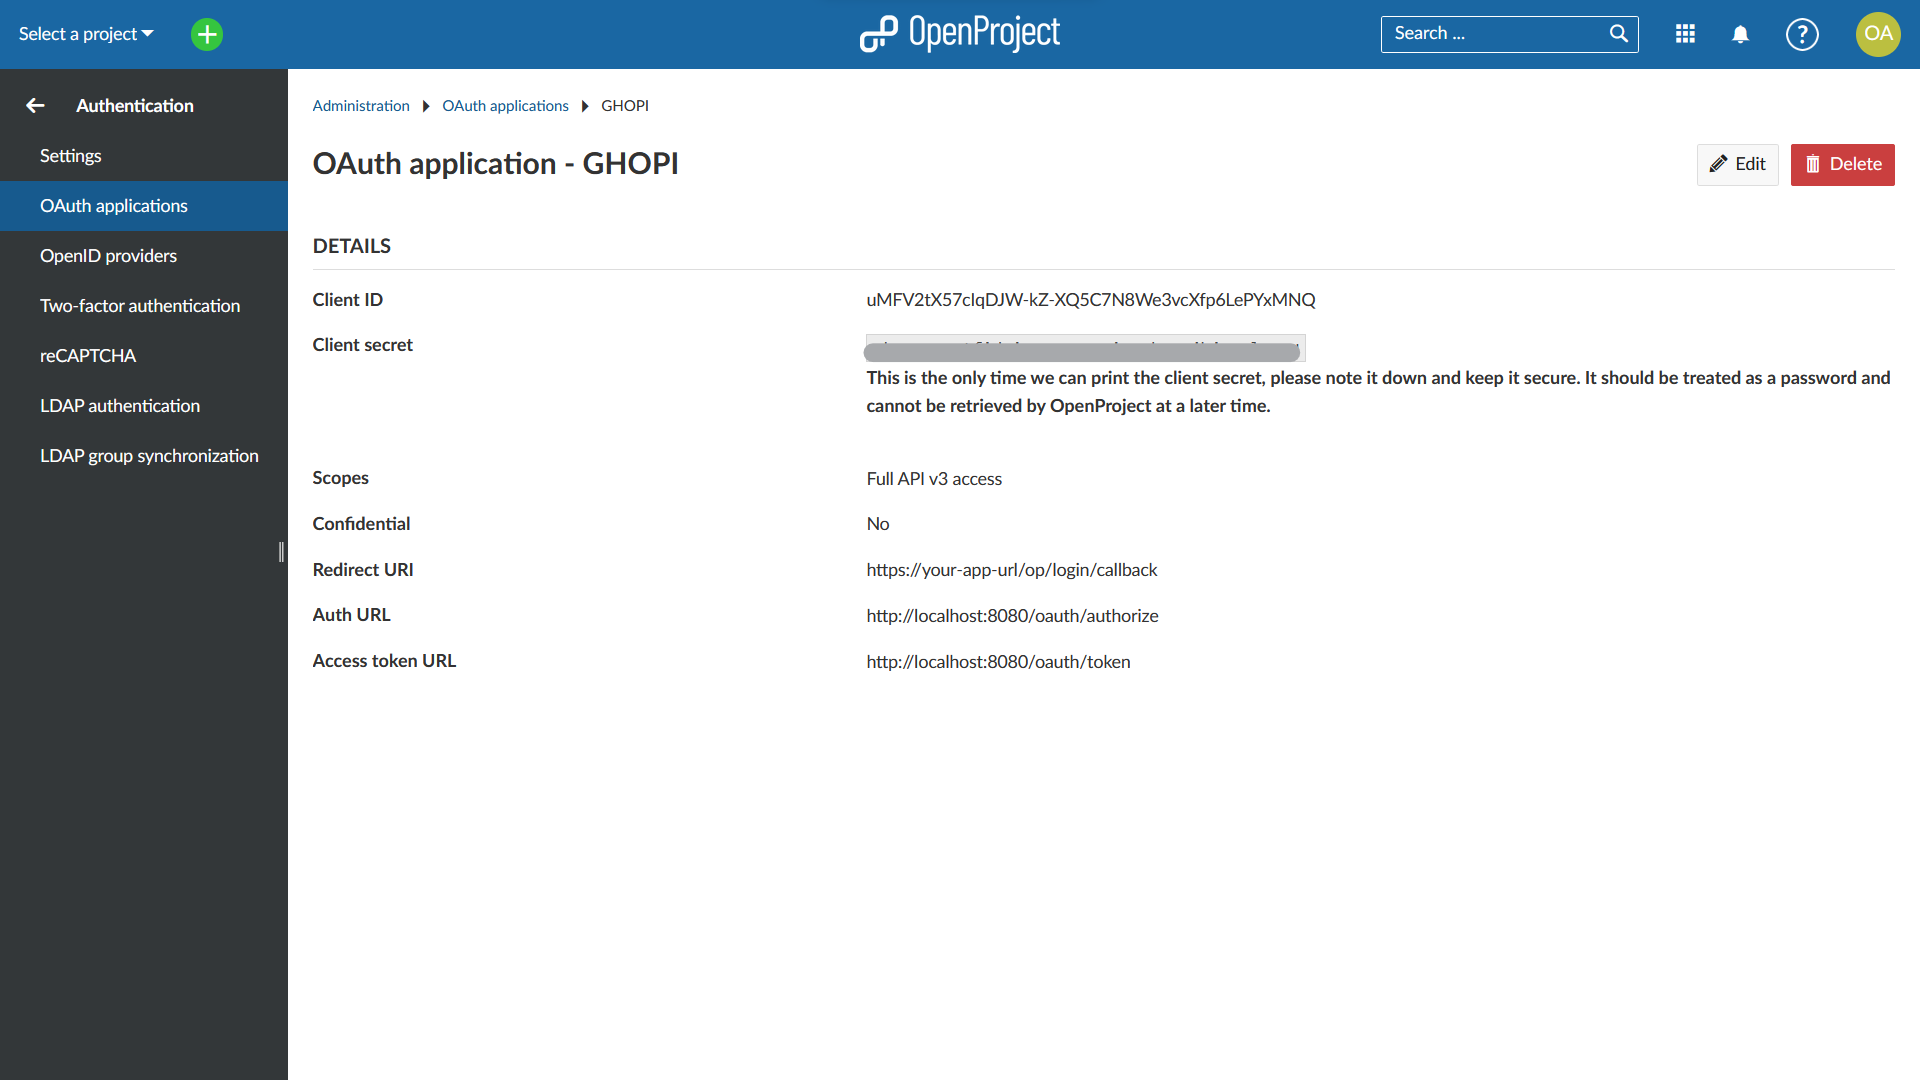 Select a project
OpenProject
Search ...
?
OA
Authentication
Settings
OAuth applications
OpenID providers
Two-factor authentication
reCAPTCHA
LDAP authentication
LDAP group synchronization
Administration OAuth applications GHOPI
OAuth application - GHOPI
Edit
Delete
DETAILS
Client ID uMFV2tX57cIqDJW-kZ-XQ5C7N8We3vcXfp6LePYxMNQ
Client secret
This is the only time we can print the client secret, please note it down and keep it secure. It should be treated as a password and
cannot be retrieved by OpenProject at a later time.
Scopes Full API v3 access
Confidential No
Redirect URI https://your-app-url/op/login/callback
Auth URL http://localhost:8080/oauth/authorize
Access token URL http://localhost:8080/oauth/token